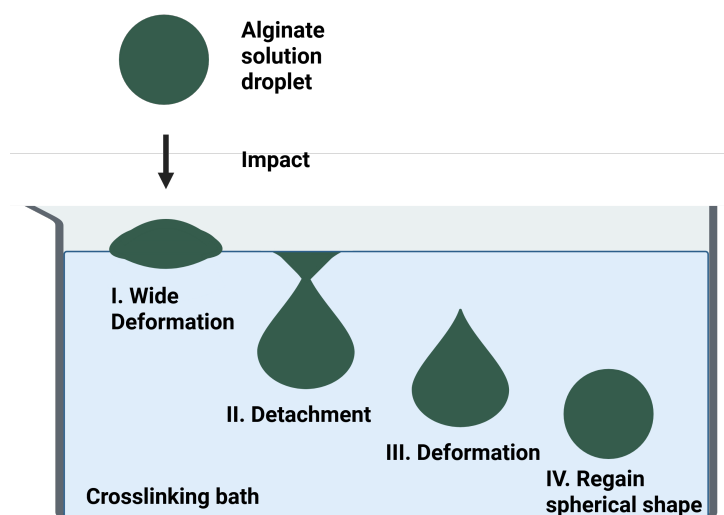 Alginate
solution
droplet
Impact
I. Wide
Deformation
II. Detachment
III. Deformation
IV. Regain
spherical shape
Crosslinking bath